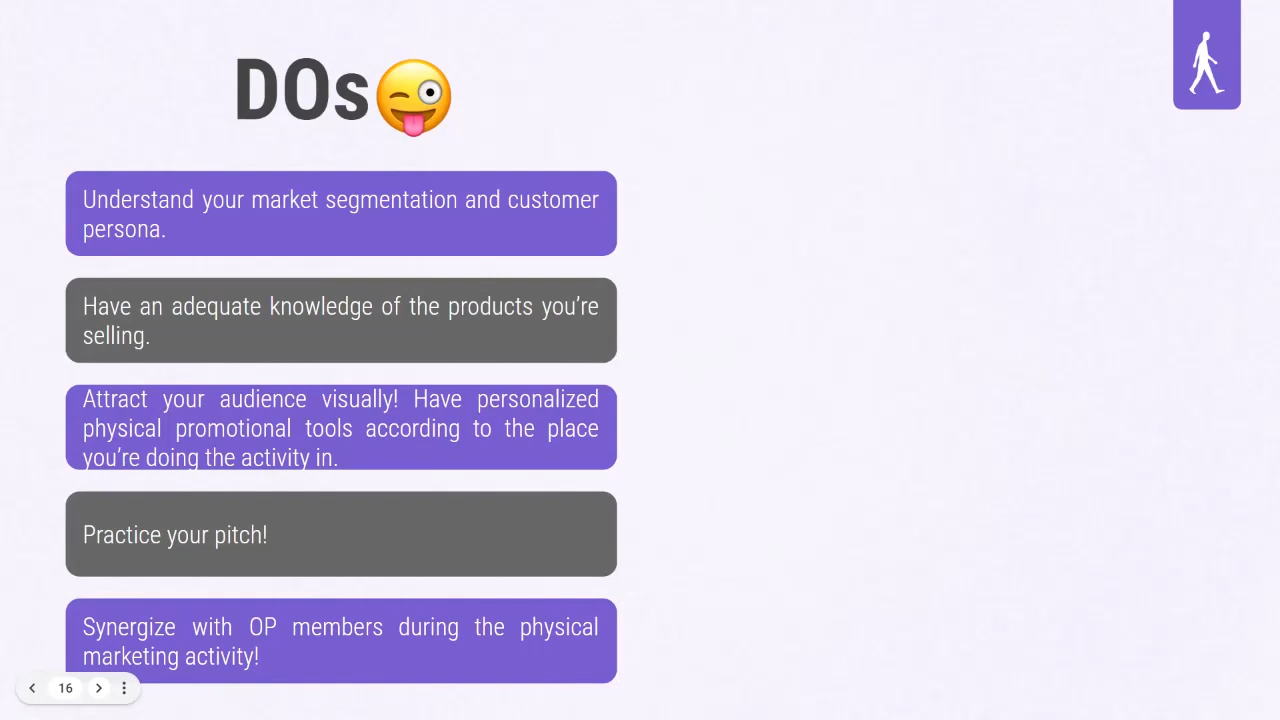 DOs😜
Understand your market segmentation and customer
persona.
Have an adequate knowledge of the products you’re
selling.
Attract your audience visually! Have personalized
physical promotional tools according to the place
you’re doing the activity in.
Practice your pitch!
Synergize with OP members during the physical
marketing activity!
16